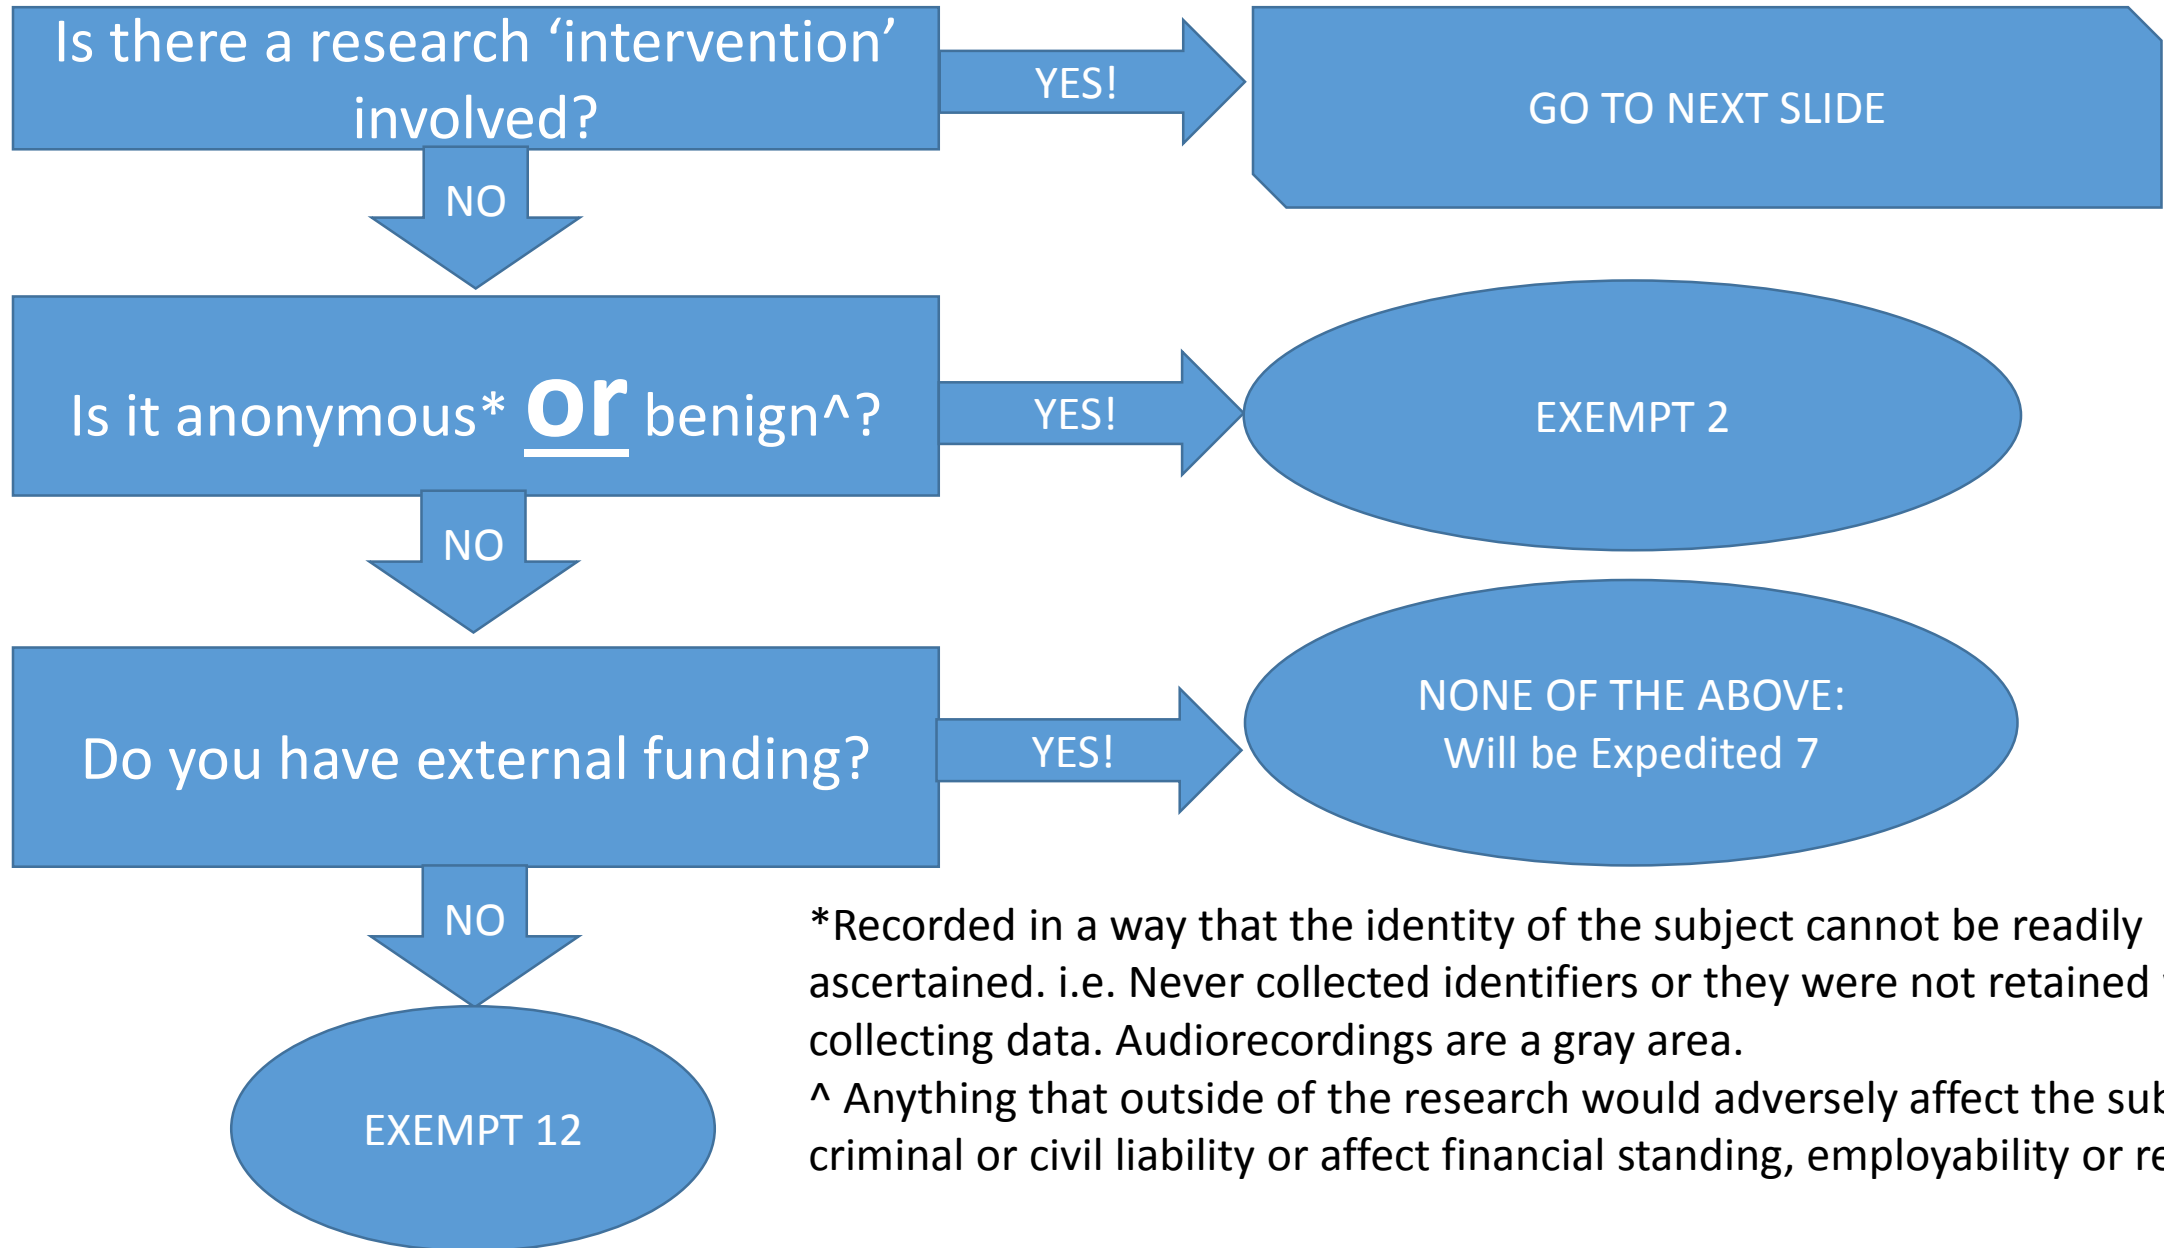 Is there a research ‘intervention’
involved?
YES!
GO TO NEXT SLIDE
NO
Is it anonymous* or benign^?
YES!
EXEMPT 2
NO
Do you have external funding?
YES!
NONE OF THE ABOVE:
Will be Expedited 7
NO
EXEMPT 12
*Recorded in a way that the identity of the subject cannot be readily
ascertained. i.e. Never collected identifiers or they were not retained
collecting data. Audiorecordings are a gray area.
^ Anything that outside of the research would adversely affect the
criminal or civil liability or affect financial standing, employability or